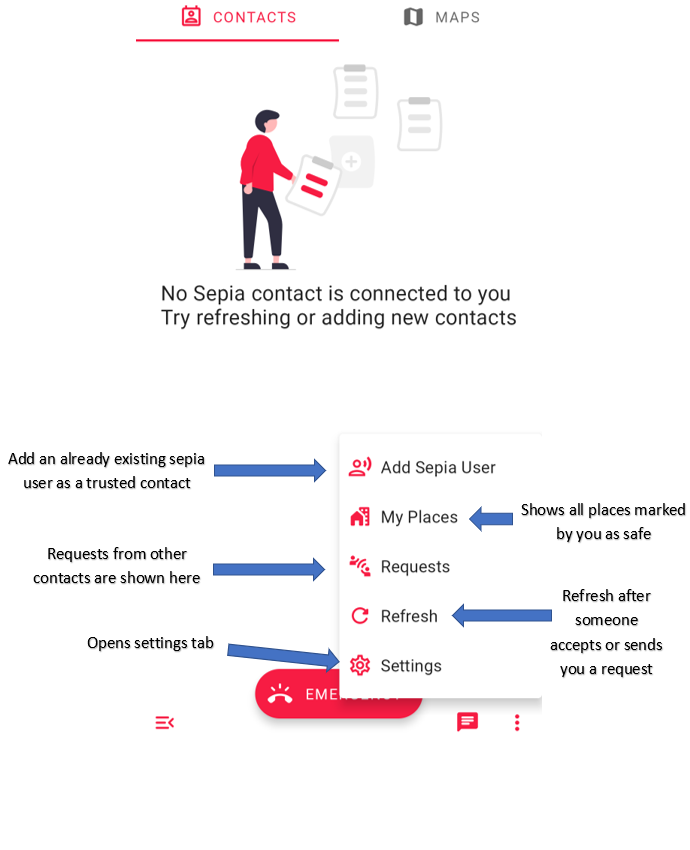 CONTACTS
MAPS
No Sepia contact is connected to you
Try refreshing or adding new contacts
Add an already existing sepia
user as a trusted contact
Add Sepia User
My Places
Shows all places marked
by you as safe
Requests from other
contacts are shown here
Requests
Refresh
Refresh after
someone
accepts or sends
you a request
Opens settings tab
Settings